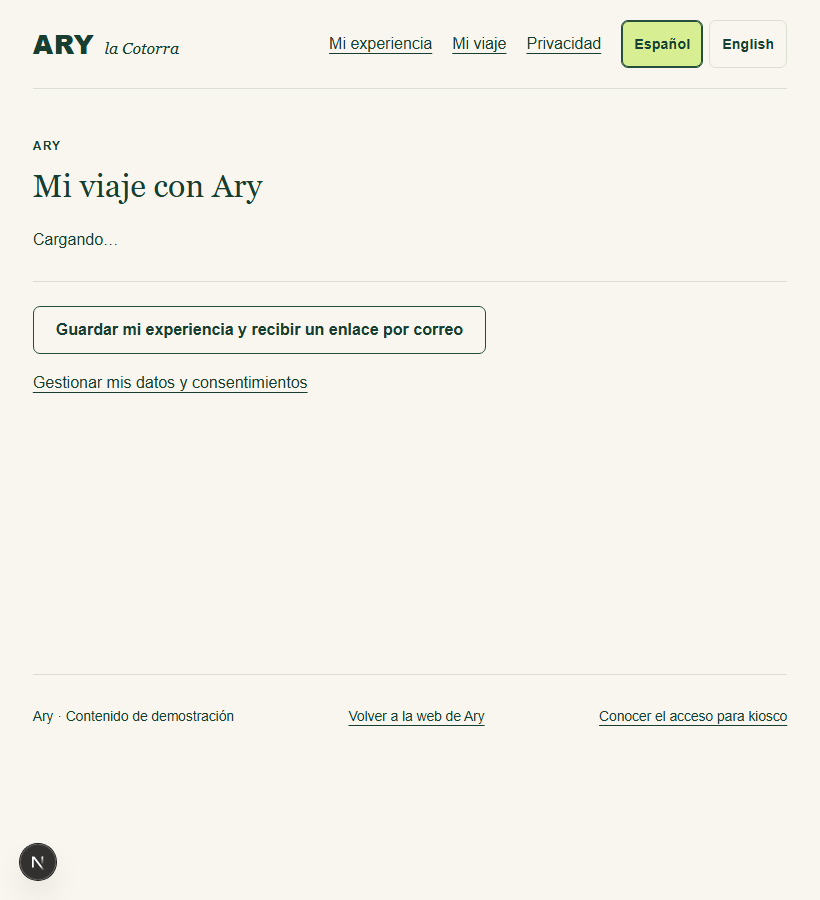 ARY la Cotorra
Mi experiencia
Mi viaje
Privacidad
Español
English
ARY
Mi viaje con Ary
Cargando…
Guardar mi experiencia y recibir un enlace por correo
Gestionar mis datos y consentimientos
Ary · Contenido de demostración
Volver a la web de Ary
Conocer el acceso para kiosco
N